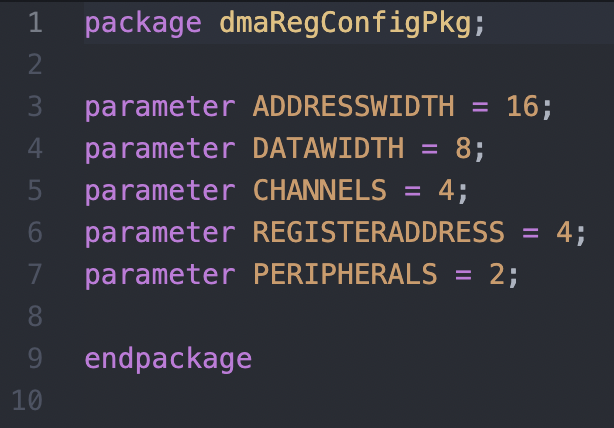 1 package dmaRegConfigPkg;
2
3 parameter ADDRESSWIDTH = 16;
4 parameter DATAWIDTH = 8;
5 parameter CHANNELS = 4;
6 parameter REGISTERADDRESS = 4;
7 parameter PERIPHERALS = 2;
8
9 endpackage
10